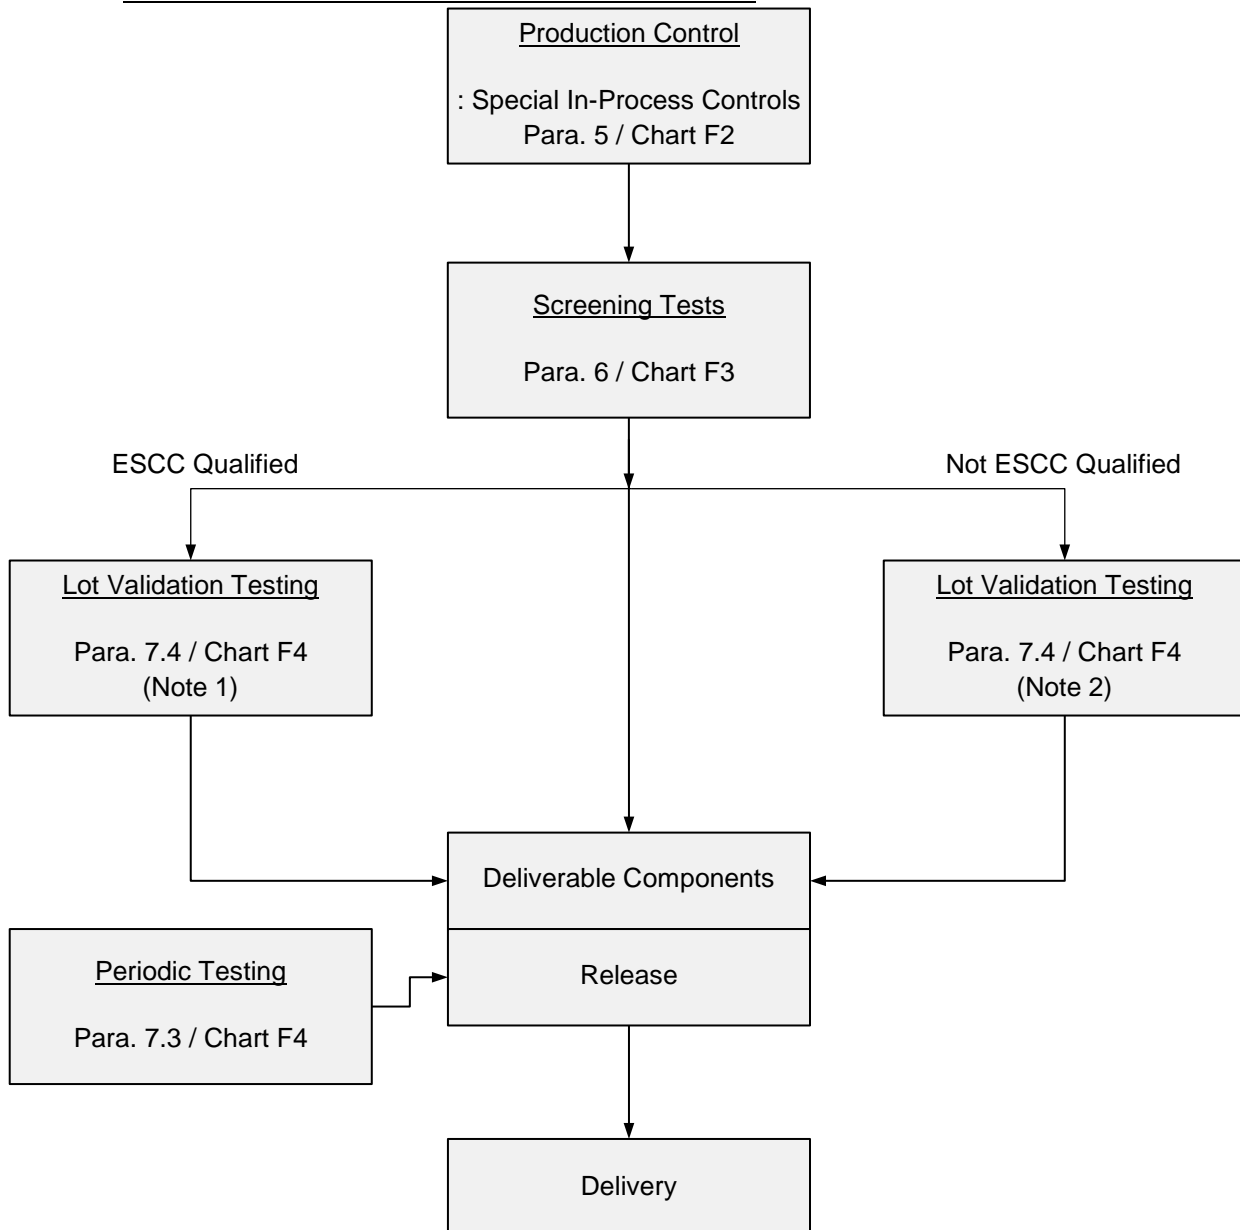 Production Control
: Special In-Process Controls
Para. 5 / Chart F2
Screening Tests
Para. 6 / Chart F3
ESCC Qualified
Not ESCC Qualified
Lot Validation Testing
Para. 7.4 / Chart F4
(Note 1)
Lot Validation Testing
Para. 7.4 / Chart F4
(Note 2)
Deliverable Components
Periodic Testing
Para. 7.3 / Chart F4
Release
Delivery